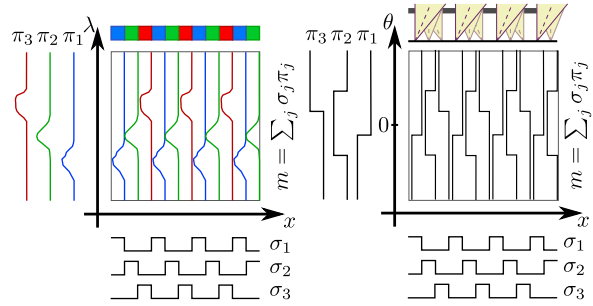 π₃ π₂ π₁ λ
m = ∑ⱼ σⱼπⱼ
x
σ₁
σ₂
σ₃
π₃ π₂ π₁ θ
0
m = ∑ⱼ σⱼπⱼ
x
σ₁
σ₂
σ₃